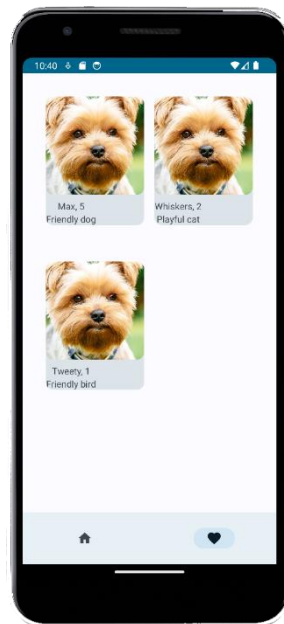 10:40
Max, 5
Friendly dog
Whiskers, 2
Playful cat
Tweety, 1
Friendly bird